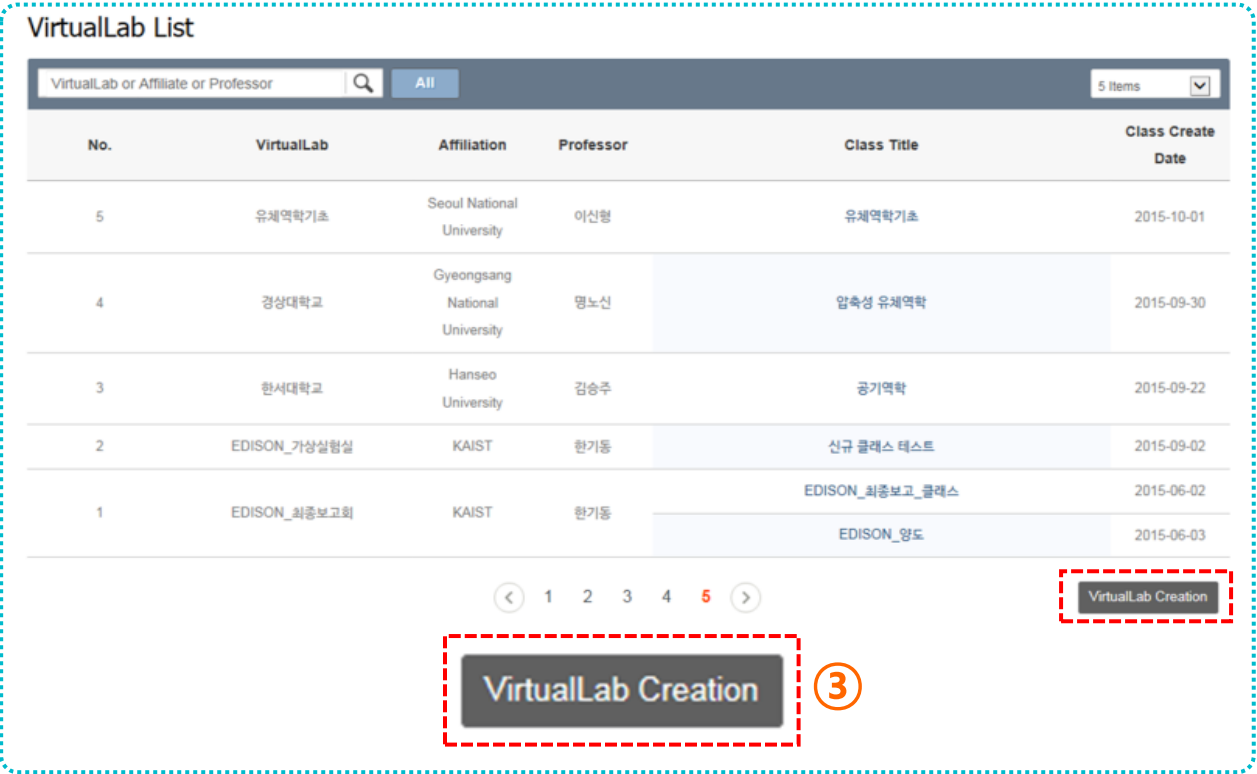 VirtualLab List
VirtualLab or Affiliate or Professor
All
5 Items
No. VirtualLab Affiliation Professor Class Title Class Create
Date
5 유체역학기초 Seoul National
University 이신형 유체역학기초 2015-10-01
4 경상대학교 Gyeongsang
National
University 명노신 압축성 유체역학 2015-09-30
3 한서대학교 Hanseo
University 김승주 공기역학 2015-09-22
2 EDISON_가상실험실 KAIST 한기동 신규 클래스 테스트 2015-09-02
1 EDISON_최종보고회 KAIST 한기동 EDISON_최종보고_클래스 2015-06-02
EDISON_양도 2015-06-03
1 2 3 4 5
VirtualLab Creation
VirtualLab Creation ③